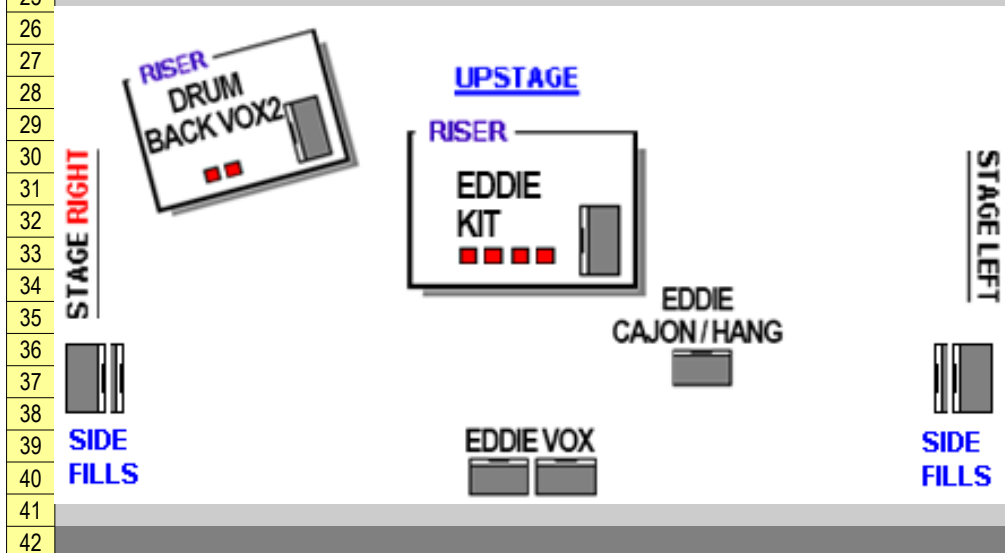 25
26
27
28
29
30
31
32
33
34
35
36
37
38
39
40
41
42
RISER
DRUM
BACK VOX2
UPSTAGE
RISER
EDDIE
KIT
STAGE RIGHT
STAGE LEFT
EDDIE
CAJON / HANG
SIDE
FILLS
EDDIE VOX
SIDE
FILLS